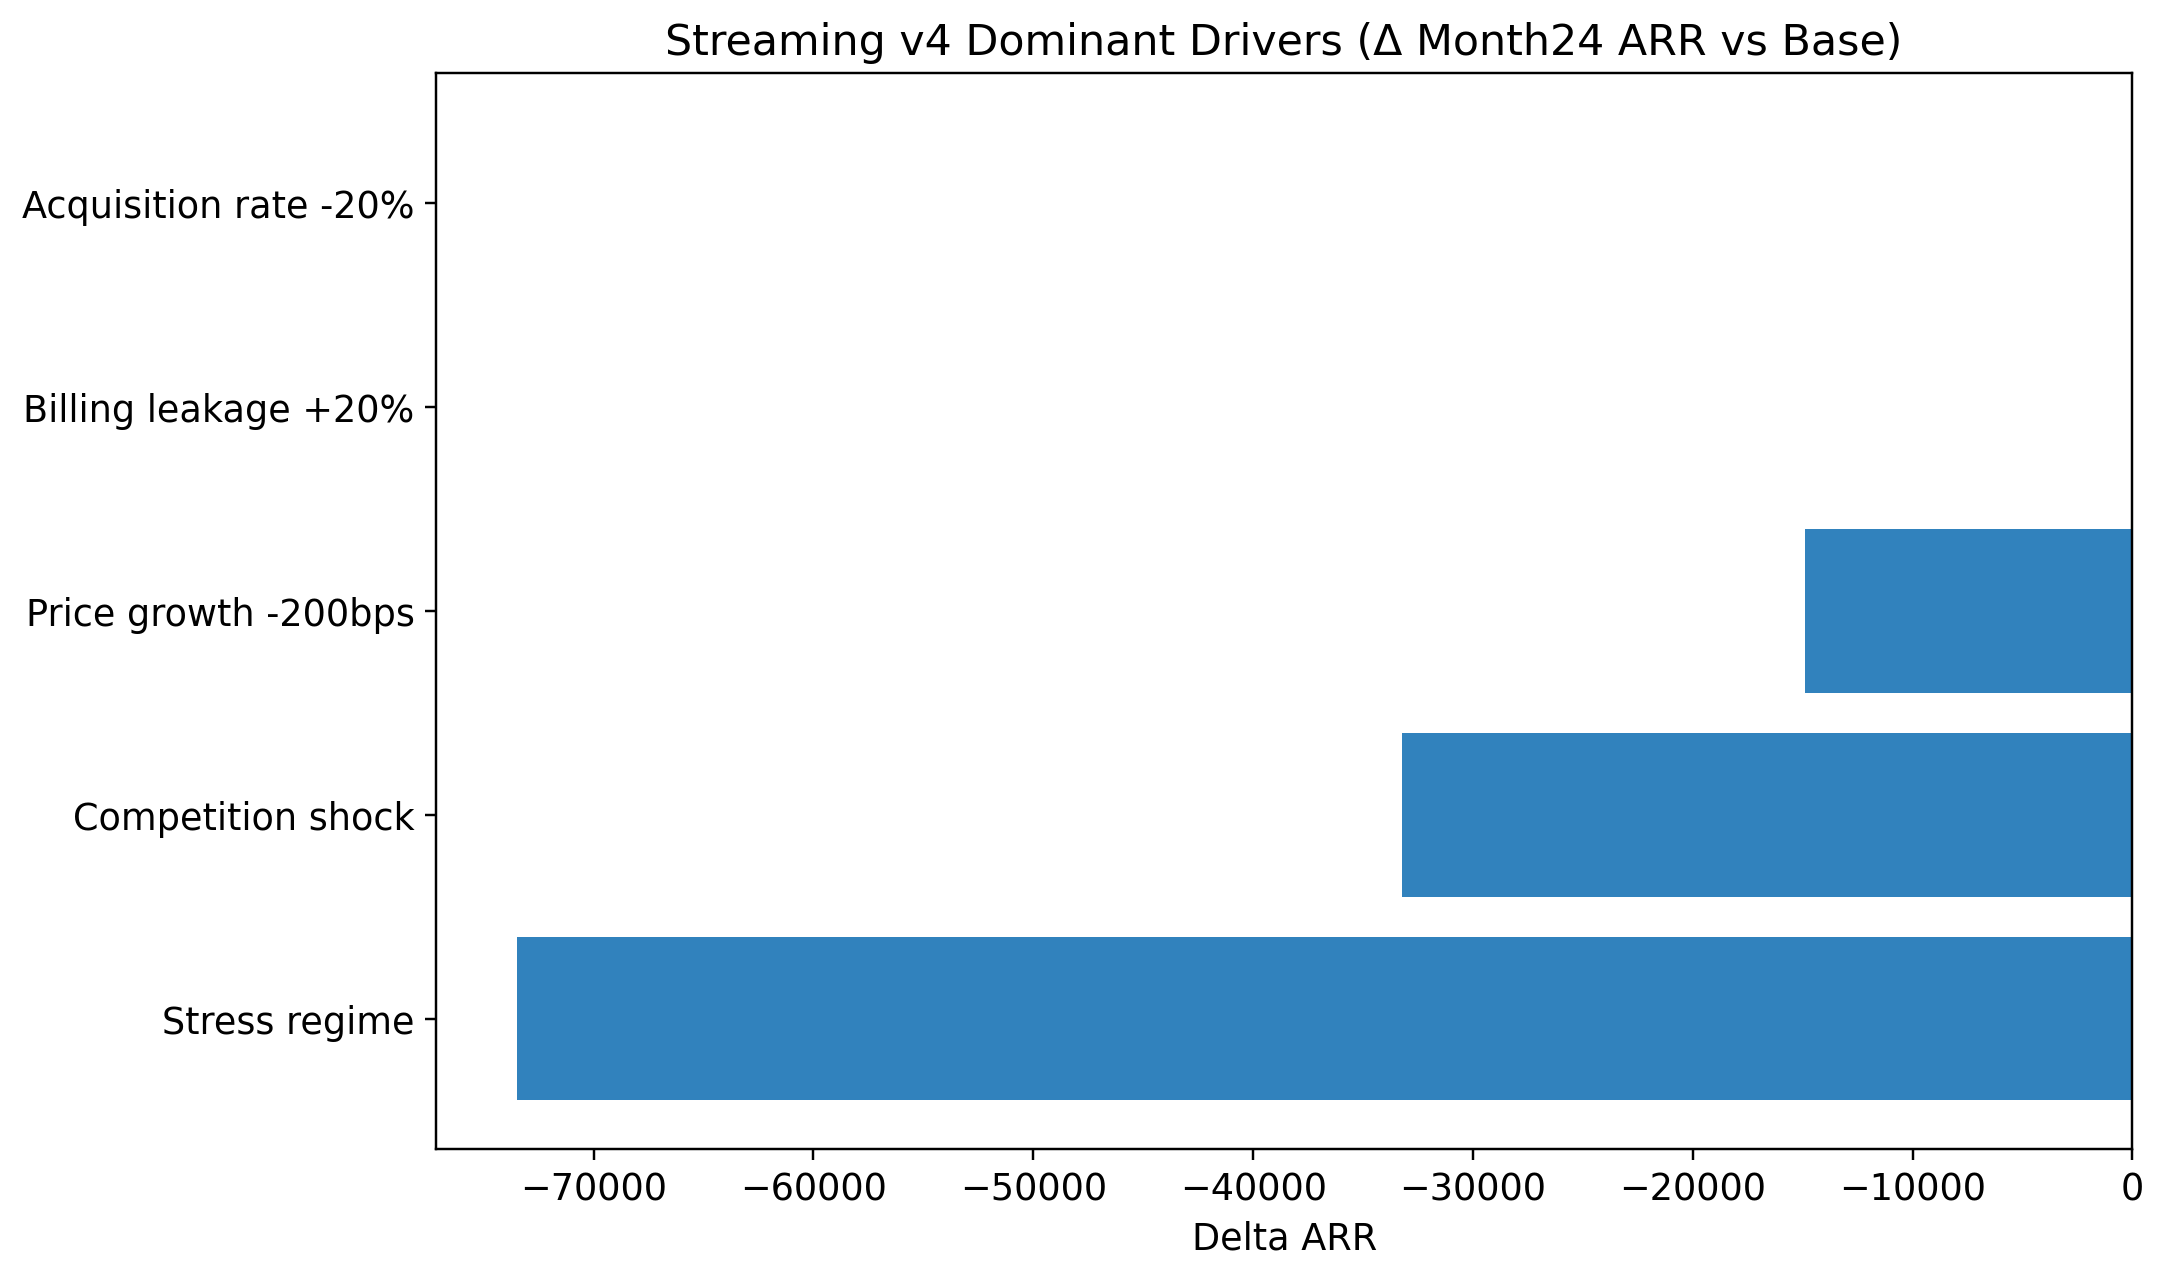 Streaming v4 Dominant Drivers (Δ Month24 ARR vs Base)
Acquisition rate -20%
Billing leakage +20%
Price growth -200bps
Competition shock
Stress regime
−70000 −60000 −50000 −40000 −30000 −20000 −10000 0
Delta ARR